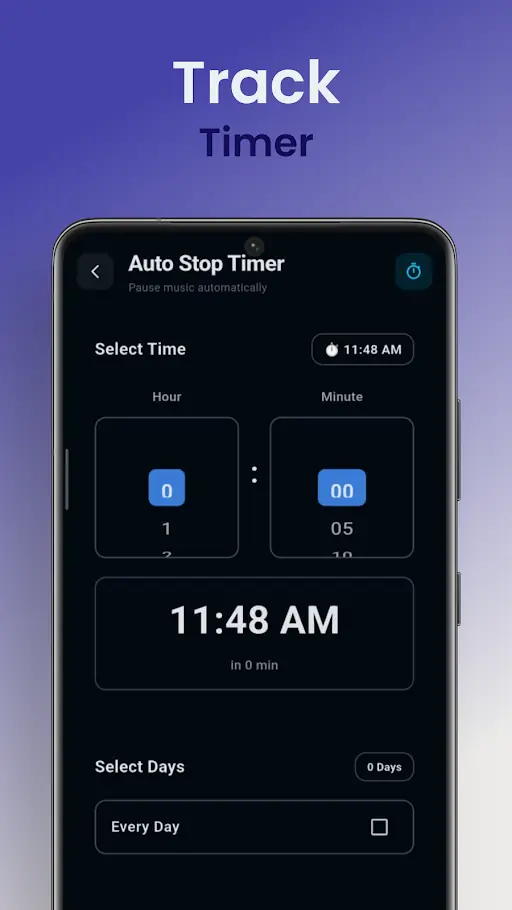 Track
Timer
Auto Stop Timer
Pause music automatically
Select Time
11:48 AM
Hour
Minute
0
:
00
1
05
11:48 AM
in 0 min
Select Days
0 Days
Every Day